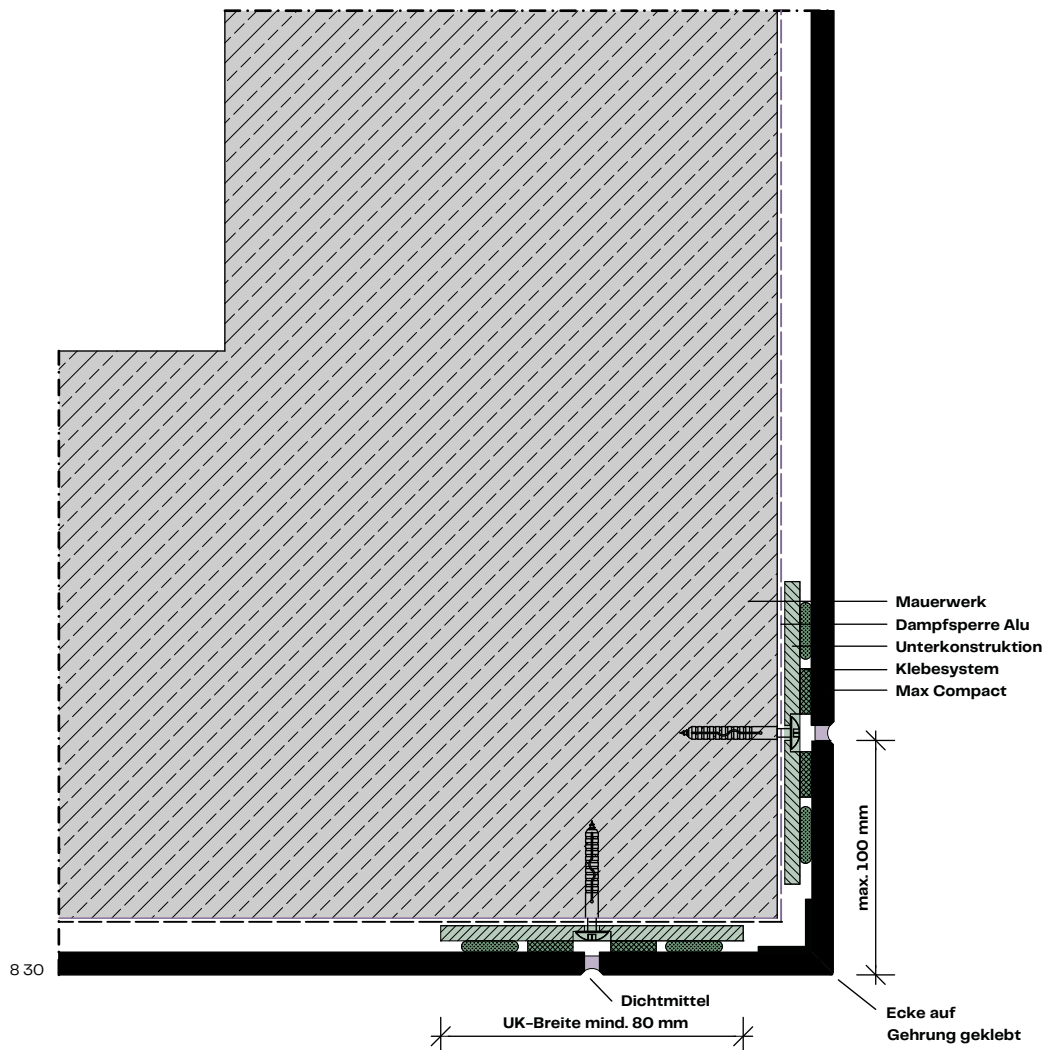 Mauerwerk
Dampfsperre Alu
Unterkonstruktion
Klebesystem
Max Compact
max. 100 mm
8 30
Dichtmittel
UK-Breite mind. 80 mm
Ecke auf
Gehrung geklebt